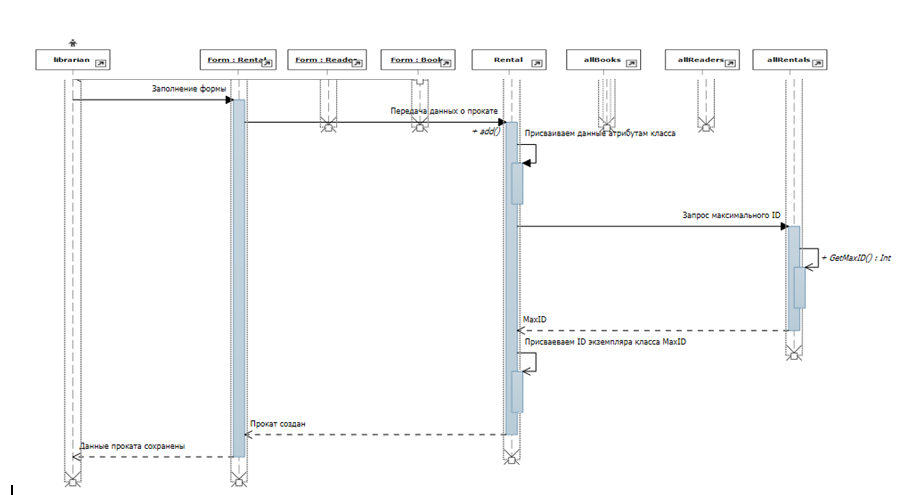 librarian
Form : Rental
Form : Reader
Form : Book
Rental
allBooks
allReaders
allRentals
Заполнение формы
Передача данных о прокате
+ add()
Присваиваем данные атрибутам класса
Запрос максимального ID
+ GetMaxID() : Int
MaxID
Присваеваем ID экземпляра класса MaxID
Прокат создан
Данные проката сохранены